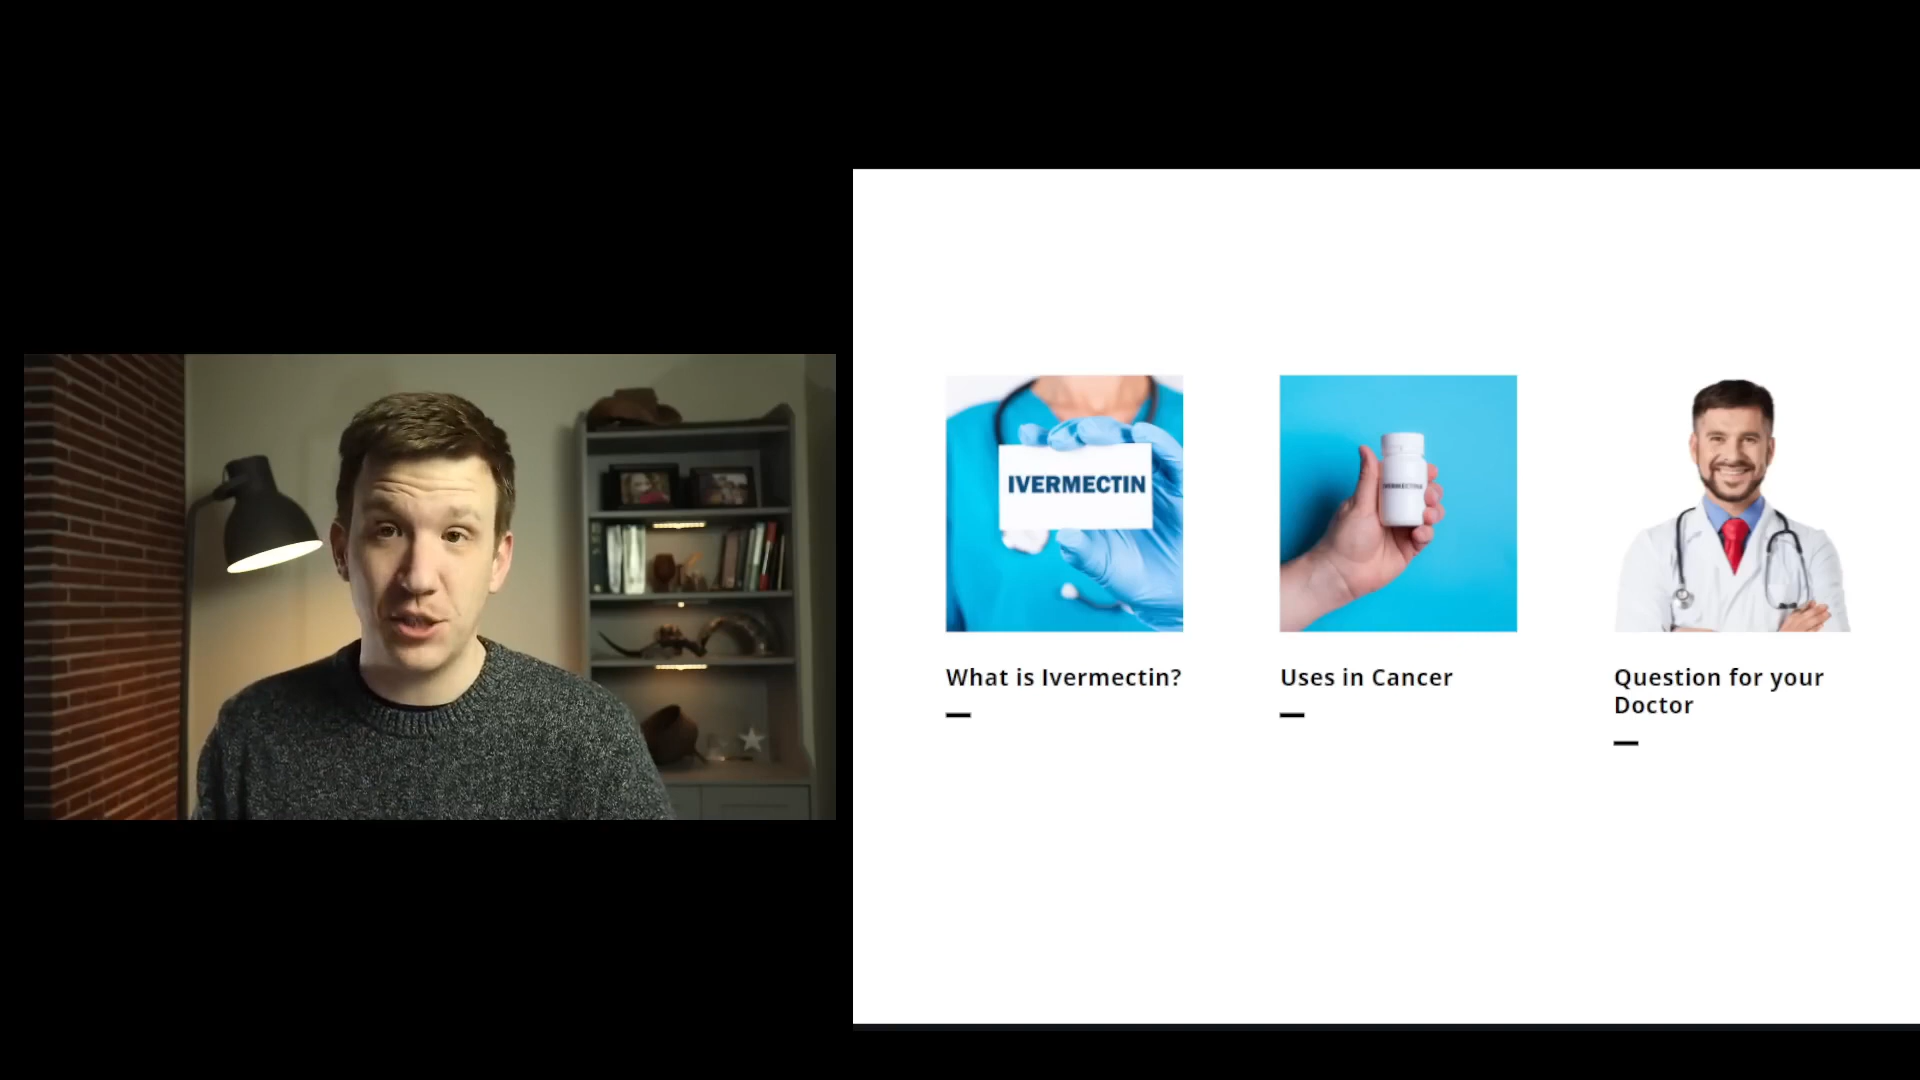 IVERMECTIN
What is Ivermectin?
Uses in Cancer
Question for your
Doctor